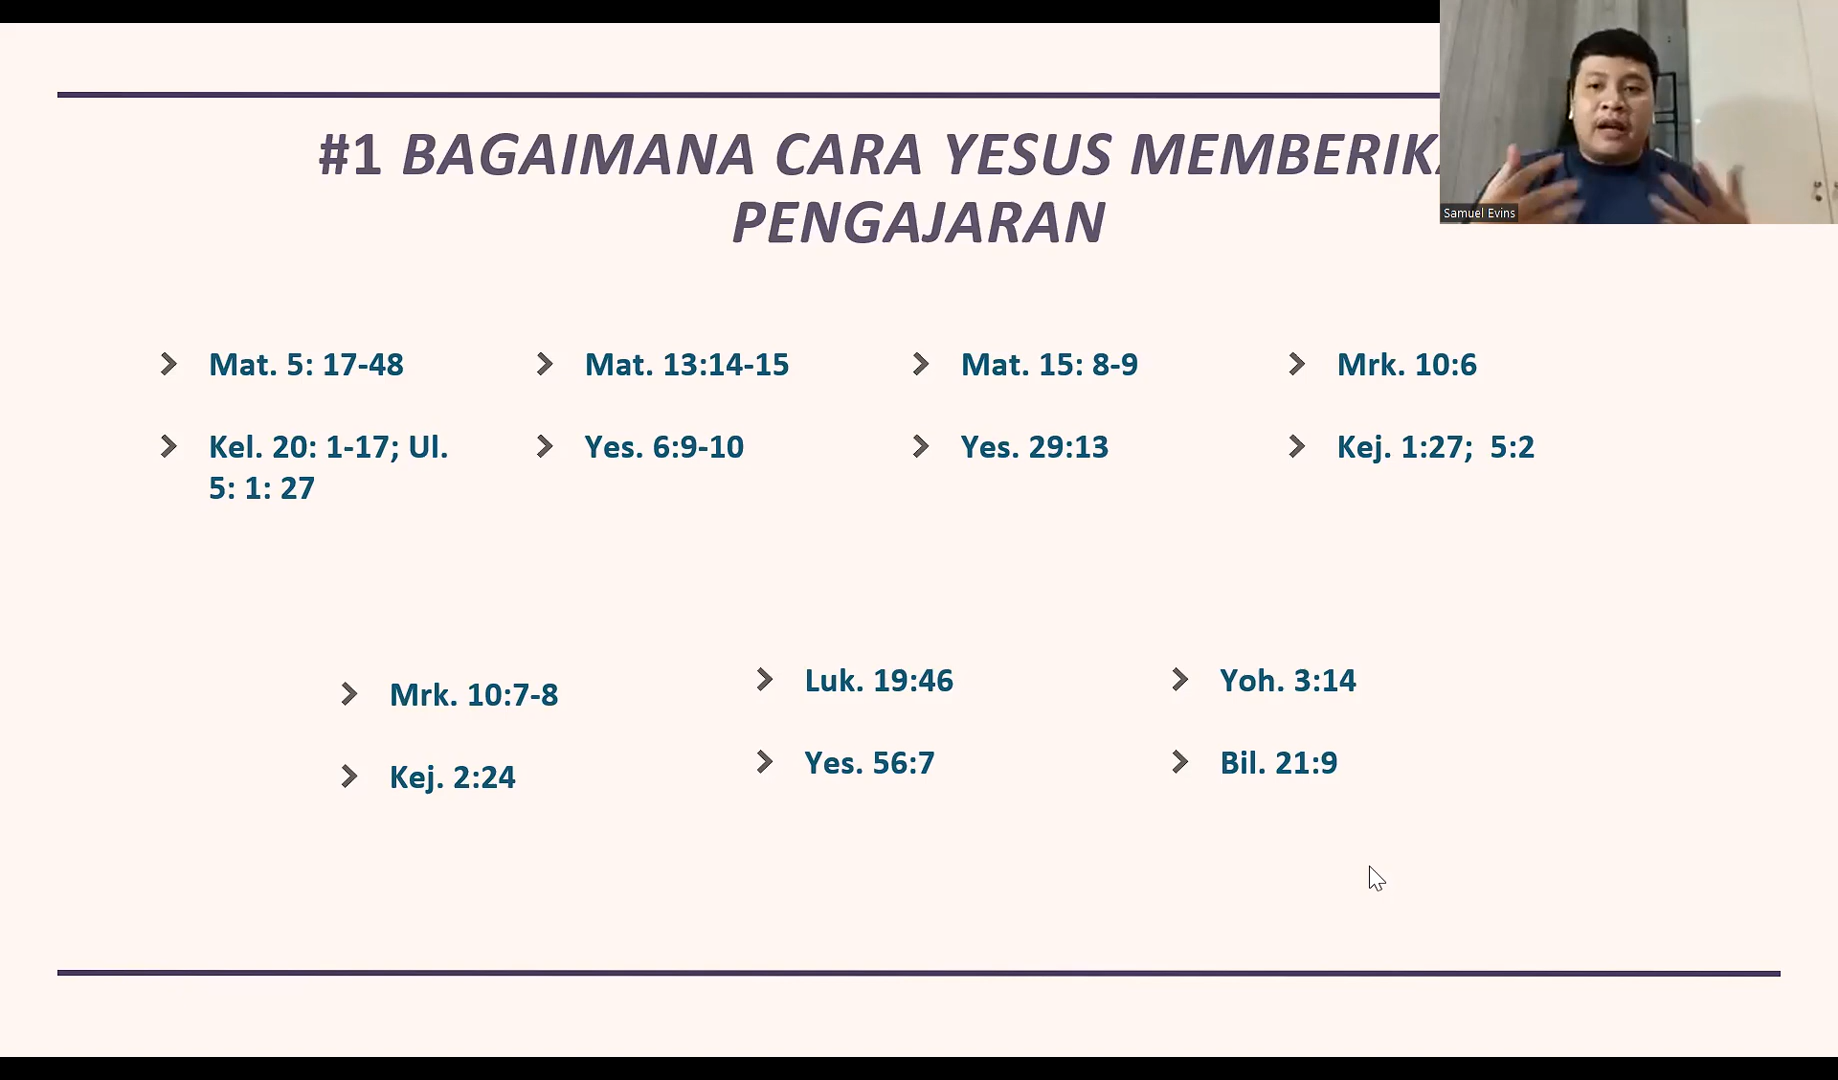 #1 BAGAIMANA CARA YESUS MEMBERIK
PENGAJARAN
Samuel Evins
Mat. 5: 17-48
Kel. 20: 1-17; Ul.
5: 1: 27
Mat. 13:14-15
Yes. 6:9-10
Mat. 15: 8-9
Yes. 29:13
Mrk. 10:6
Kej. 1:27;  5:2
Mrk. 10:7-8
Kej. 2:24
Luk. 19:46
Yes. 56:7
Yoh. 3:14
Bil. 21:9